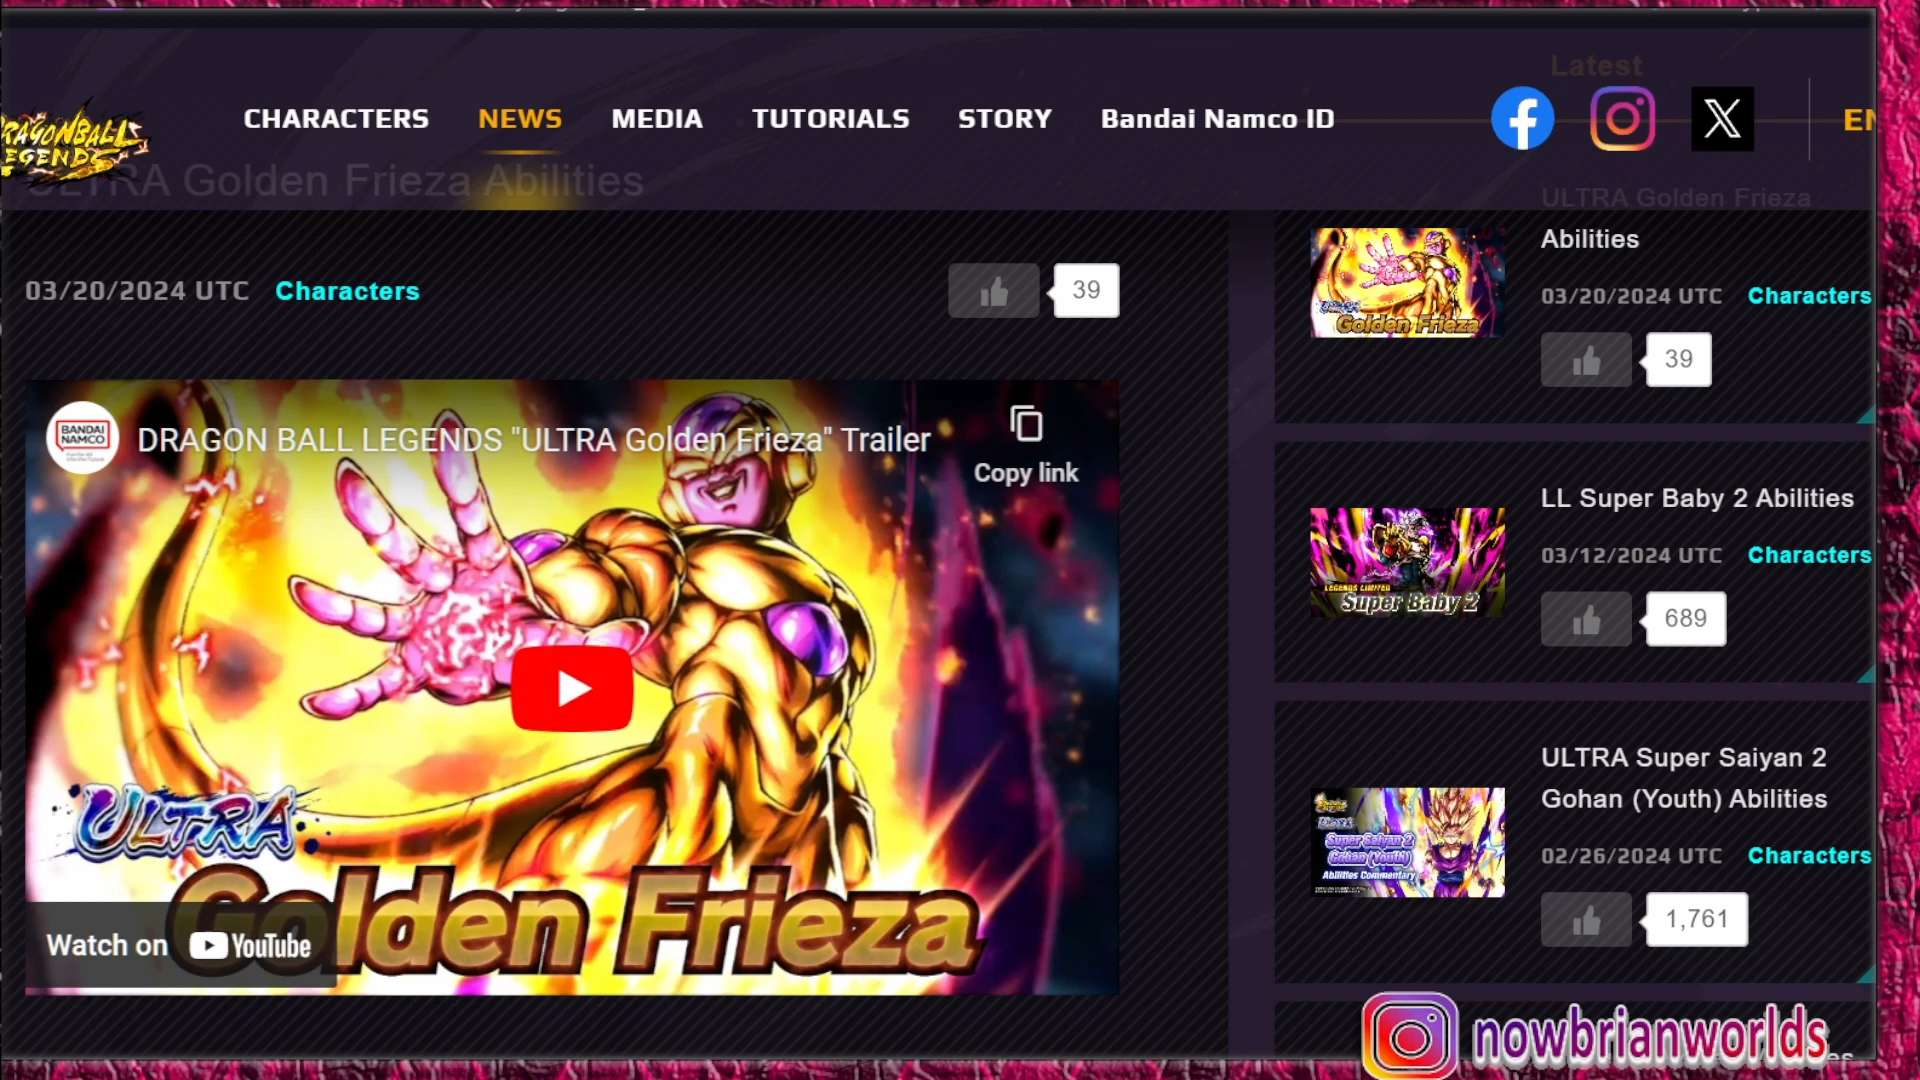 Latest
DRAGONBALL
LEGENDS
CHARACTERS
NEWS
MEDIA
TUTORIALS
STORY
Bandai Namco ID
EN
ULTRA Golden Frieza Abilities
03/20/2024 UTC Characters
39
BANDAI
NAMCO
DRAGON BALL LEGENDS "ULTRA Golden Frieza" Trailer
Copy link
ULTRA
Golden Frieza
Watch on YouTube
ULTRA Golden Frieza
Abilities
03/20/2024 UTC Characters
39
Golden Frieza
LL Super Baby 2 Abilities
03/12/2024 UTC Characters
689
LEGENDS LIMITED
Super Baby 2
ULTRA Super Saiyan 2
Gohan (Youth) Abilities
02/26/2024 UTC Characters
1,761
Super Saiyan 2
Gohan (Youth)
Abilities Commentary
nowbrianworlds